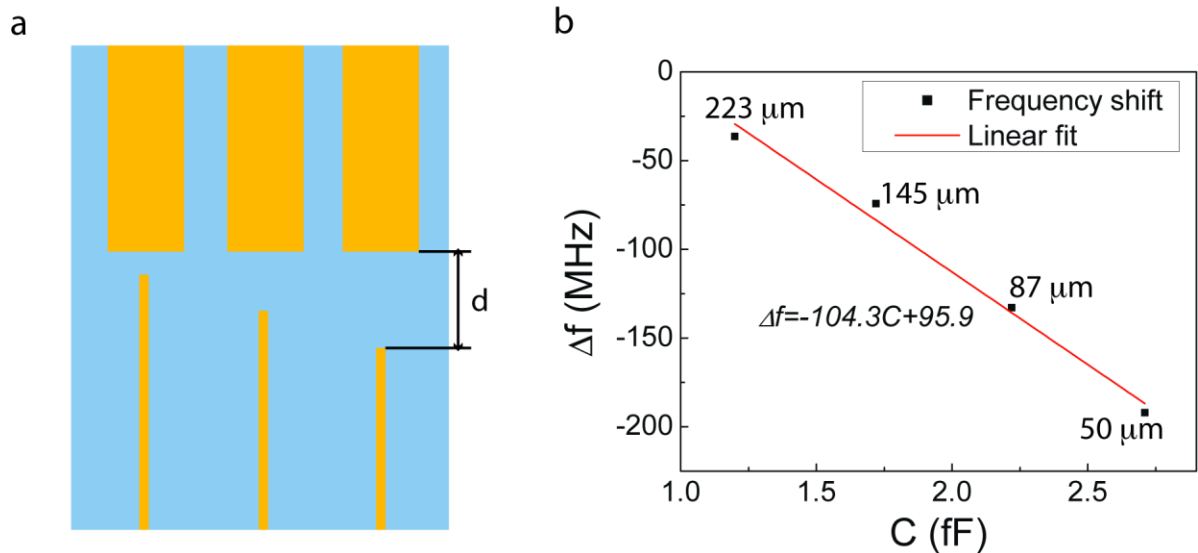 a
d
b
0
-50
-100
-150
-200
Δf (MHz)
1.0
1.5
2.0
2.5
C (fF)
Frequency shift
Linear fit
223 μm
145 μm
87 μm
50 μm
Δf=-104.3C+95.9